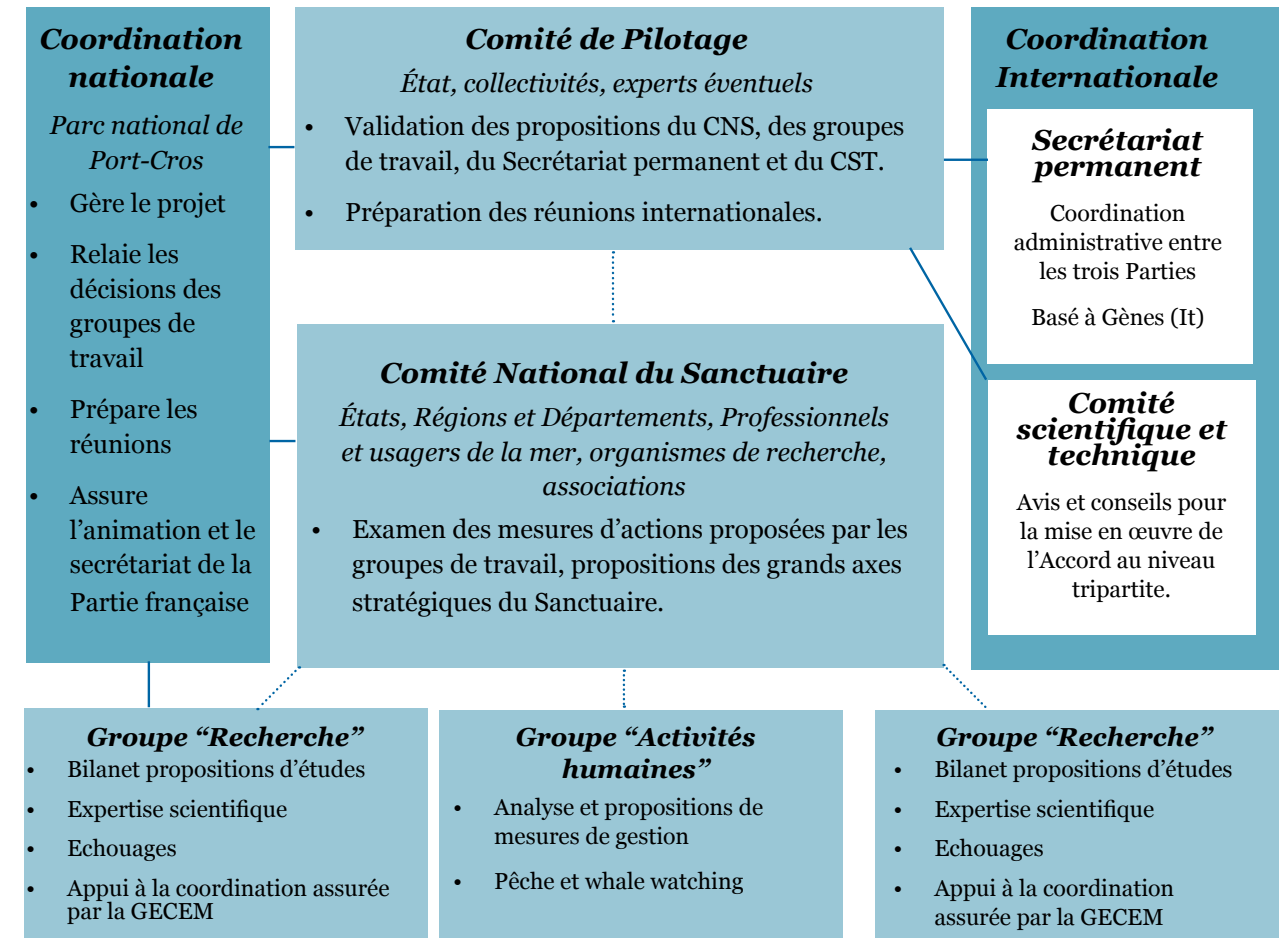 Coordination
nationale
Parc national de
Port-Cros
• Gère le projet
• Relaie les
décisions des
groupes de
travail
• Prépare les
réunions
• Assure
l’animation et le
secrétariat de la
Partie française
Comité de Pilotage
État, collectivités, experts éventuels
• Validation des propositions du CNS, des groupes
de travail, du Secrétariat permanent et du CST.
• Préparation des réunions internationales.
Comité National du Sanctuaire
États, Régions et Départements, Professionnels
et usagers de la mer, organismes de recherche,
associations
• Examen des mesures d’actions proposées par les
groupes de travail, propositions des grands axes
stratégiques du Sanctuaire.
Coordination
Internationale
Secrétariat
permanent
Coordination
administrative entre
les trois Parties
Basé à Gènes (It)
Comité
scientifique et
technique
Avis et conseils pour
la mise en œuvre de
l’Accord au niveau
tripartite.
Groupe “Recherche”
• Bilanet propositions d’études
• Expertise scientifique
• Echouages
• Appui à la coordination assurée
par la GECEM
Groupe “Activités
humaines”
• Analyse et propositions de
mesures de gestion
• Pêche et whale watching
Groupe “Recherche”
• Bilanet propositions d’études
• Expertise scientifique
• Echouages
• Appui à la coordination
assurée par la GECEM